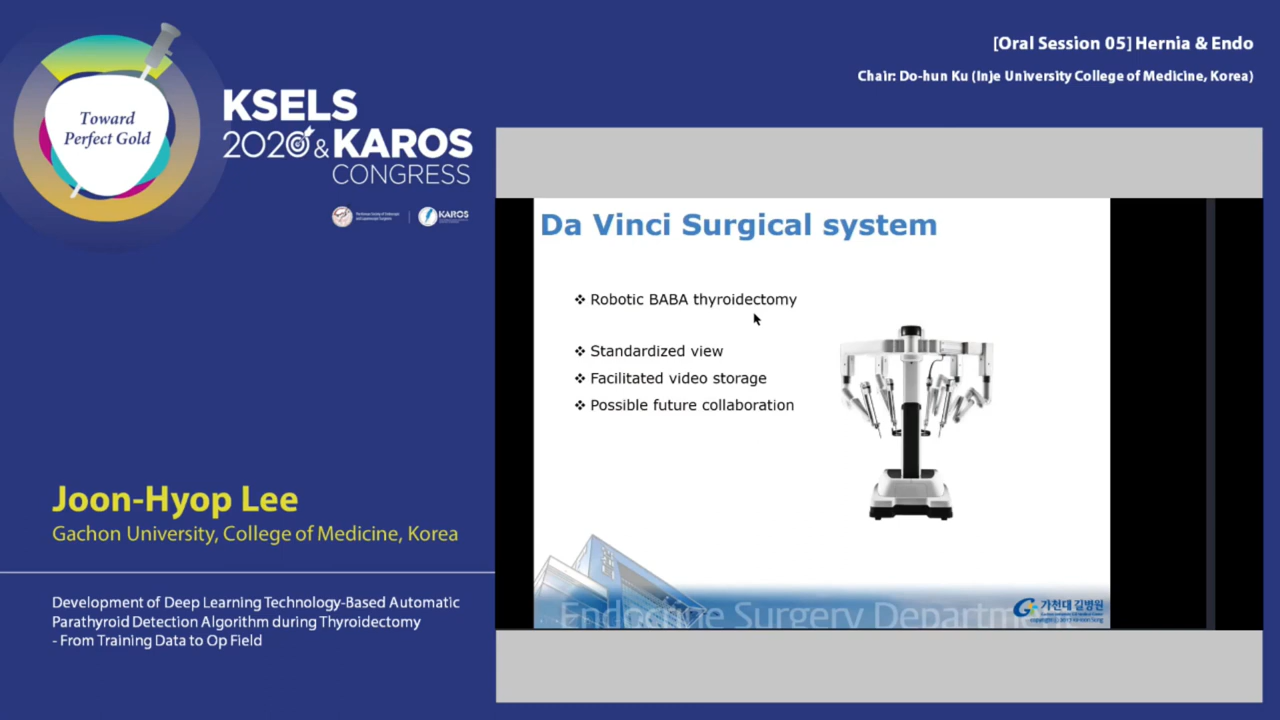 [Oral Session 05] Hernia & Endo
Chair: Do-hun Ku (Inje University College of Medicine, Korea)
Toward
Perfect Gold
KSELS
2020 & KAROS
CONGRESS
KAROS
Da Vinci Surgical system
❖ Robotic BABA thyroidectomy
❖ Standardized view
❖ Facilitated video storage
❖ Possible future collaboration
Endocrine Surgery Departm
가천대 길병원
Joon-Hyop Lee
Gachon University, College of Medicine, Korea
Development of Deep Learning Technology-Based Automatic
Parathyroid Detection Algorithm during Thyroidectomy
- From Training Data to Op Field